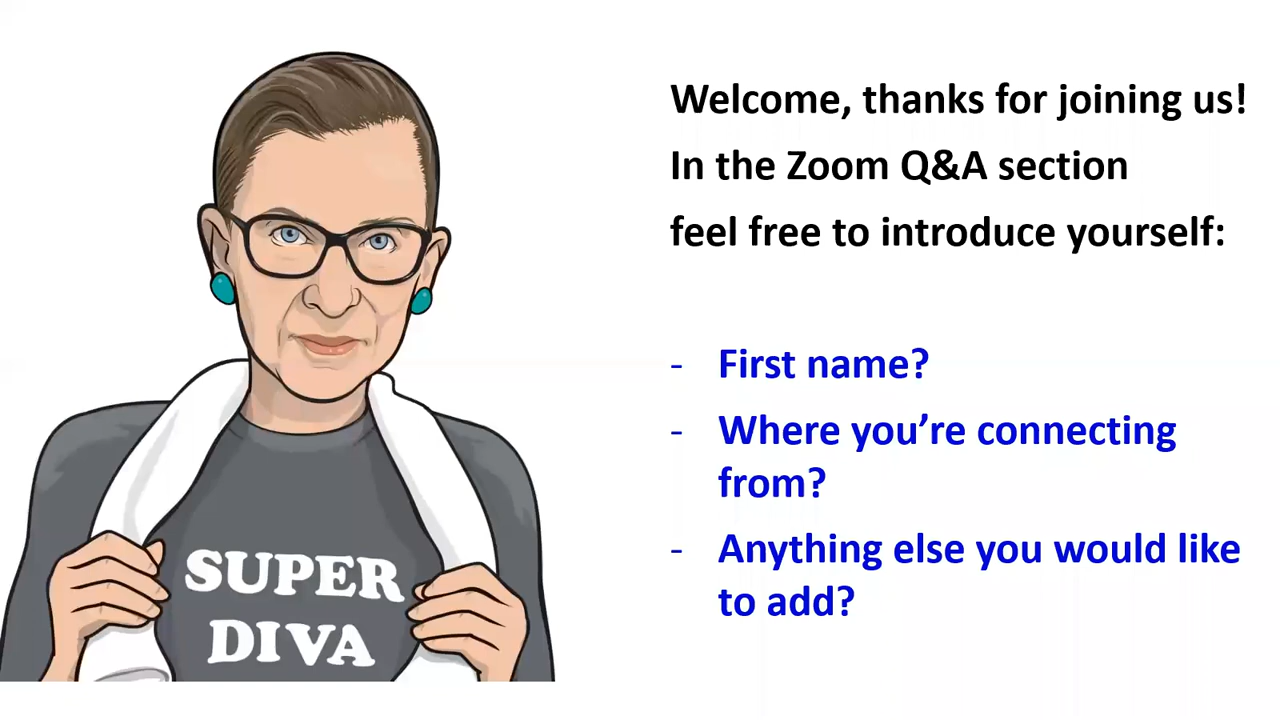 Welcome, thanks for joining us!
In the Zoom Q&A section
feel free to introduce yourself:
- First name?
- Where you’re connecting
from?
- Anything else you would like
to add?
SUPER
DIVA